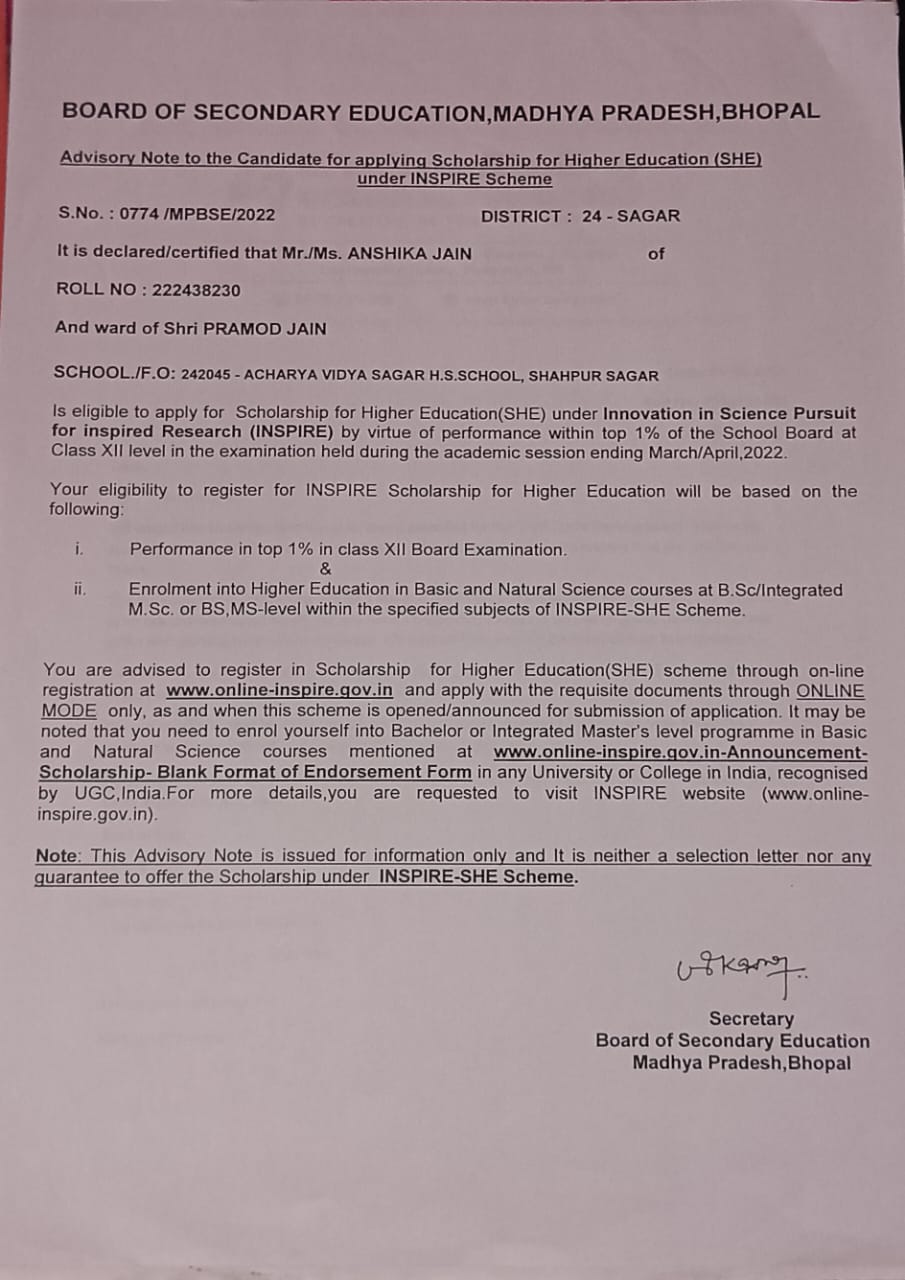 BOARD OF SECONDARY EDUCATION,MADHYA PRADESH,BHOPAL
Advisory Note to the Candidate for applying Scholarship for Higher Education (SHE)
under INSPIRE Scheme
S.No. : 0774 /MPBSE/2022 DISTRICT : 24 - SAGAR
It is declared/certified that Mr./Ms. ANSHIKA JAIN of
ROLL NO : 222438230
And ward of Shri PRAMOD JAIN
SCHOOL./F.O: 242045 - ACHARYA VIDYA SAGAR H.S.SCHOOL, SHAHPUR SAGAR
Is eligible to apply for Scholarship for Higher Education(SHE) under Innovation in Science Pursuit
for inspired Research (INSPIRE) by virtue of performance within top 1% of the School Board at
Class XII level in the examination held during the academic session ending March/April,2022.
Your eligibility to register for INSPIRE Scholarship for Higher Education will be based on the
following:
i. Performance in top 1% in class XII Board Examination.
&
ii. Enrolment into Higher Education in Basic and Natural Science courses at B.Sc/Integrated
M.Sc. or BS,MS-level within the specified subjects of INSPIRE-SHE Scheme.
You are advised to register in Scholarship for Higher Education(SHE) scheme through on-line
registration at www.online-inspire.gov.in and apply with the requisite documents through ONLINE
MODE only, as and when this scheme is opened/announced for submission of application. It may be
noted that you need to enrol yourself into Bachelor or Integrated Master's level programme in Basic
and Natural Science courses mentioned at www.online-inspire.gov.in-Announcement-
Scholarship- Blank Format of Endorsement Form in any University or College in India, recognised
by UGC,India.For more details,you are requested to visit INSPIRE website (www.online-
inspire.gov.in).
Note: This Advisory Note is issued for information only and It is neither a selection letter nor any
guarantee to offer the Scholarship under INSPIRE-SHE Scheme.
Secretary
Board of Secondary Education
Madhya Pradesh,Bhopal